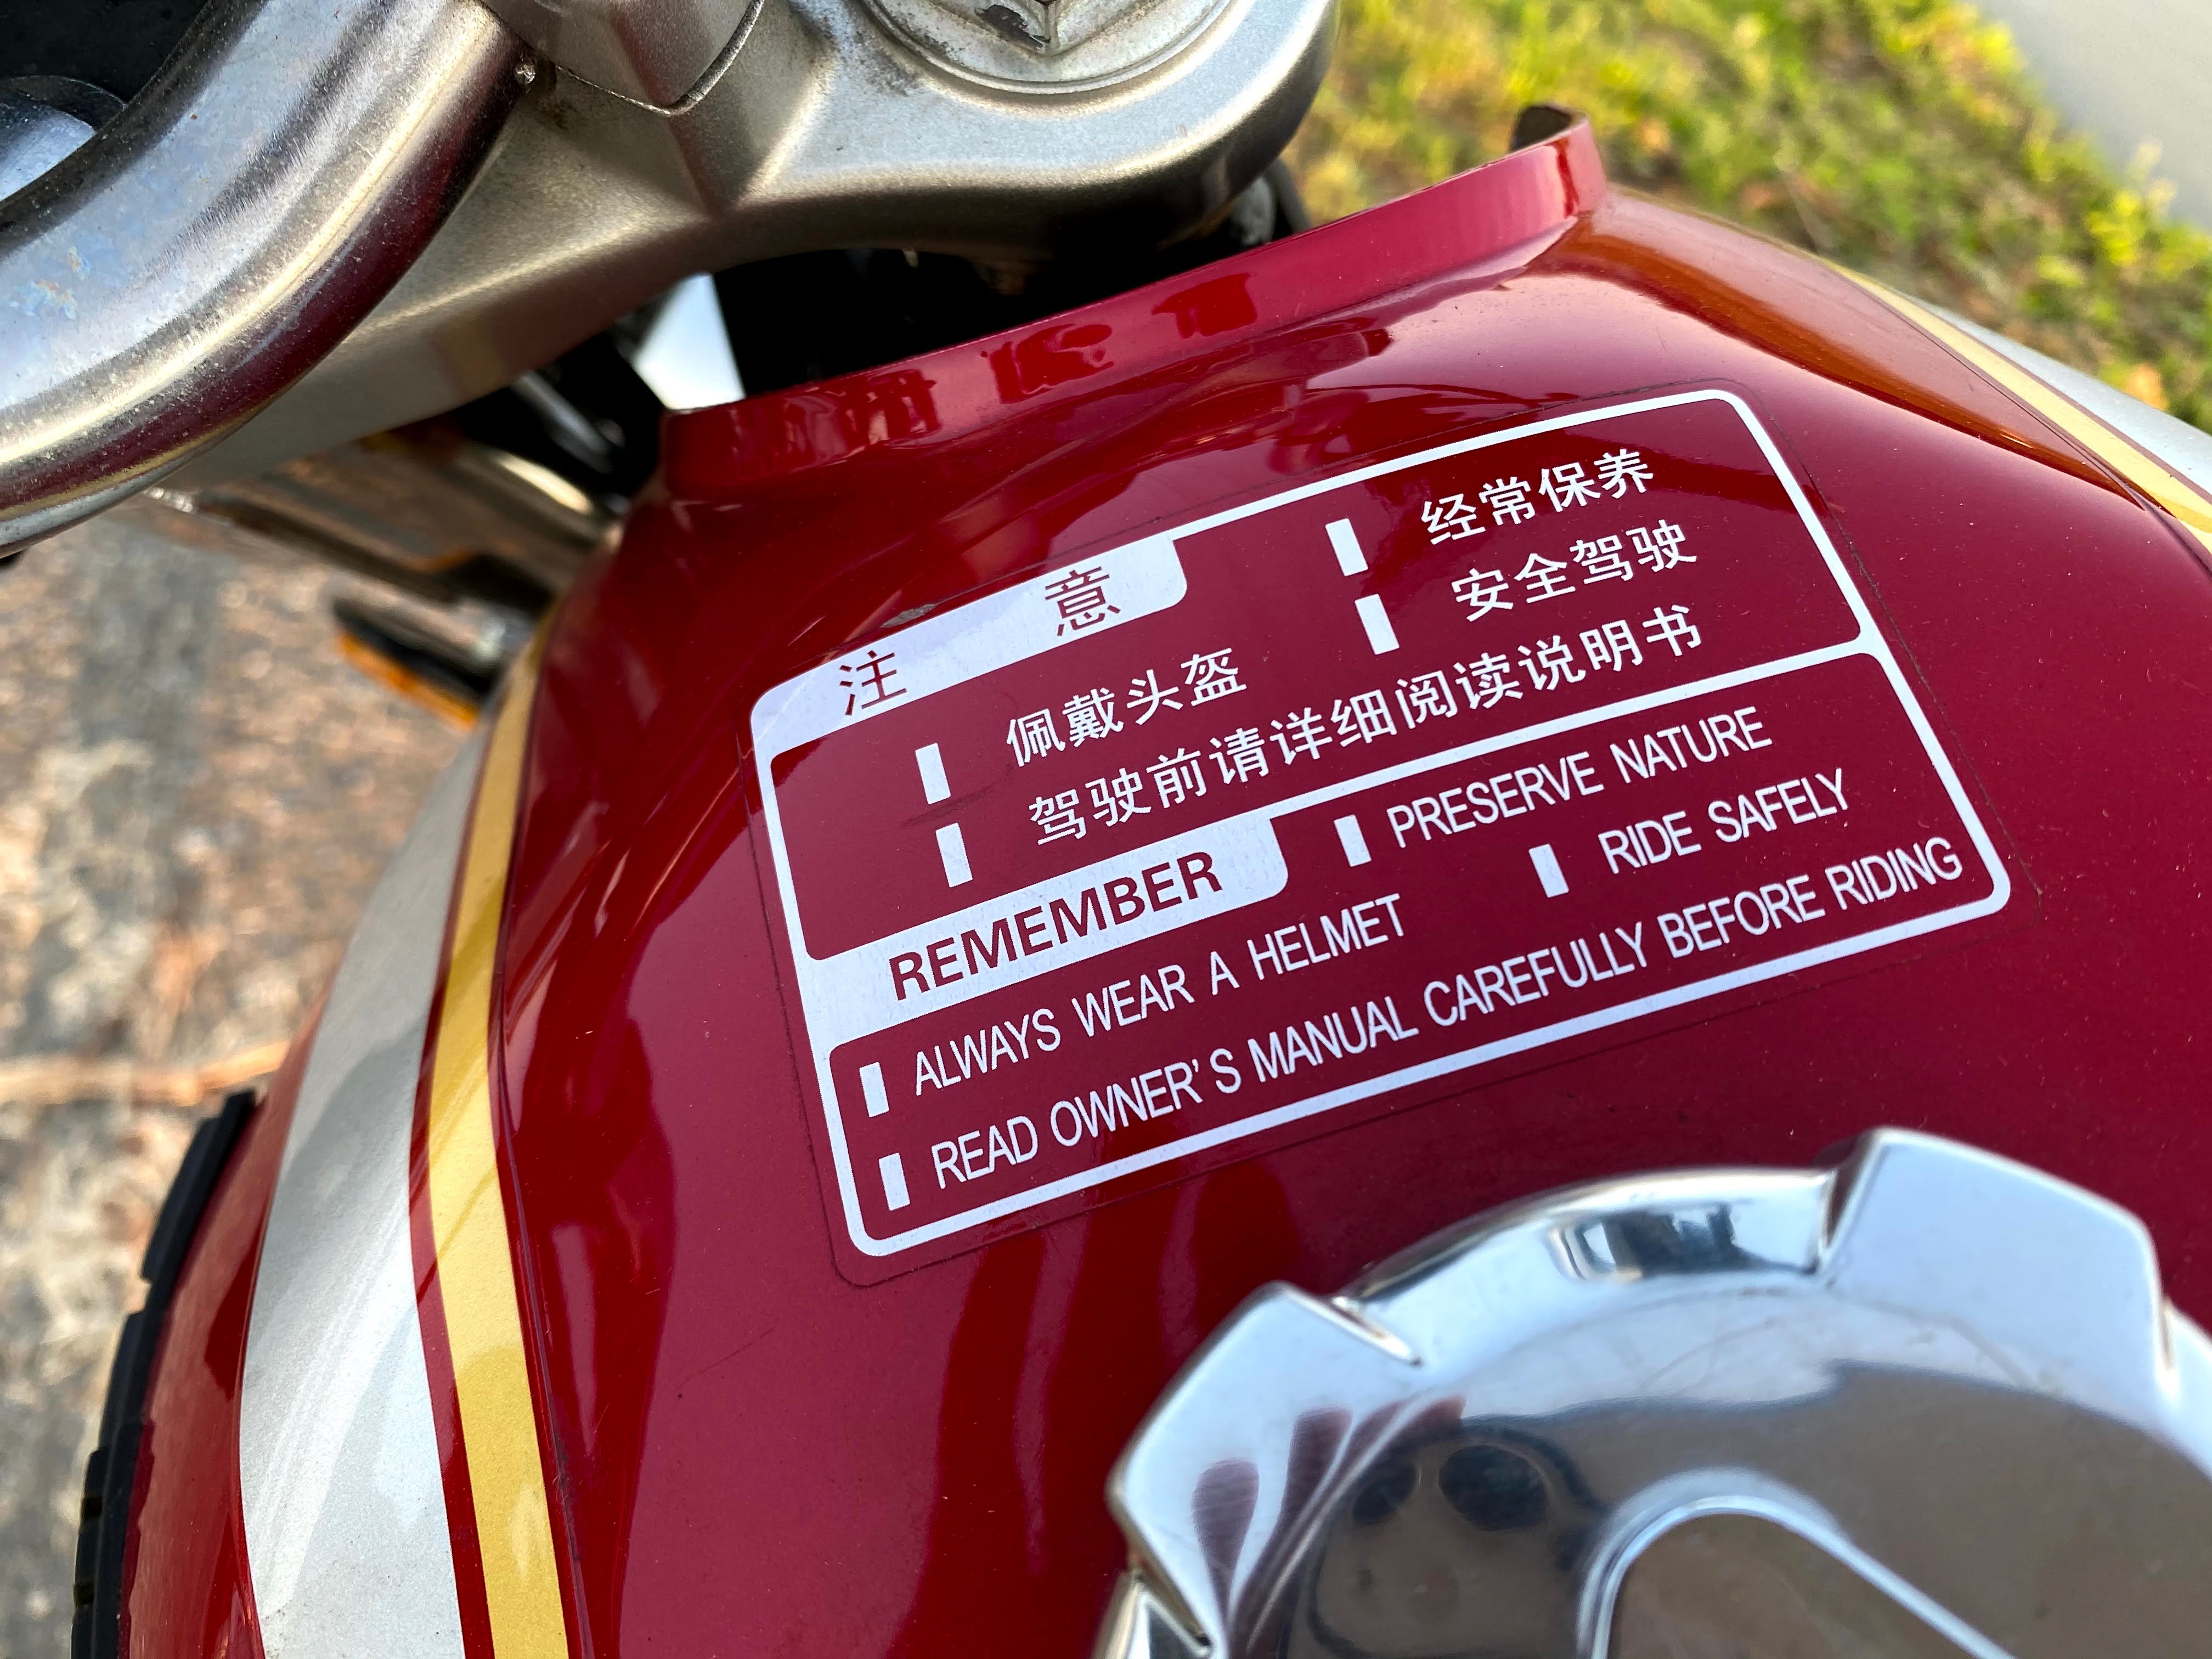 注 意
经常保养
佩戴头盔 安全驾驶
驾驶前请详细阅读说明书
REMEMBER PRESERVE NATURE
ALWAYS WEAR A HELMET RIDE SAFELY
READ OWNER'S MANUAL CAREFULLY BEFORE RIDING